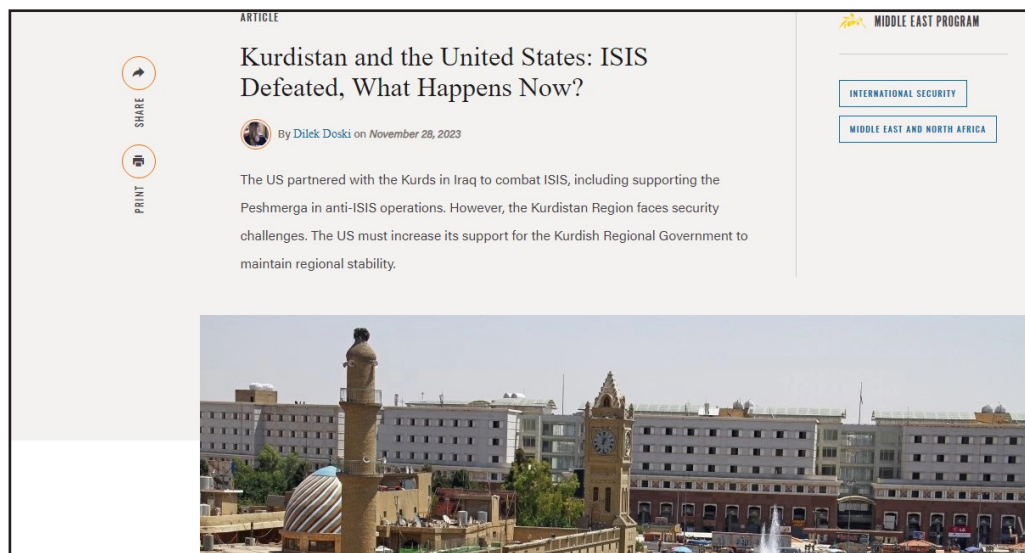 ARTICLE
Kurdistan and the United States: ISIS
Defeated, What Happens Now?
By Dilek Doski on November 28, 2023
The US partnered with the Kurds in Iraq to combat ISIS, including supporting the
Peshmerga in anti-ISIS operations. However, the Kurdistan Region faces security
challenges. The US must increase its support for the Kurdish Regional Government to
maintain regional stability.
SHARE
PRINT
MIDDLE EAST PROGRAM
INTERNATIONAL SECURITY
MIDDLE EAST AND NORTH AFRICA